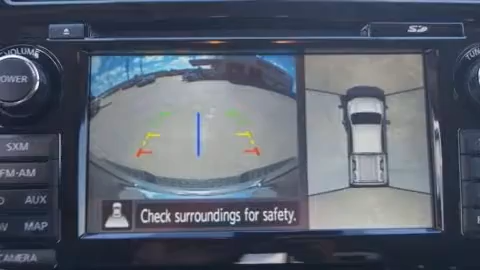 SD
VOLUME
POWER
SXM
FM-AM
AUX
MAP
CAMERA
Check surroundings for safety.